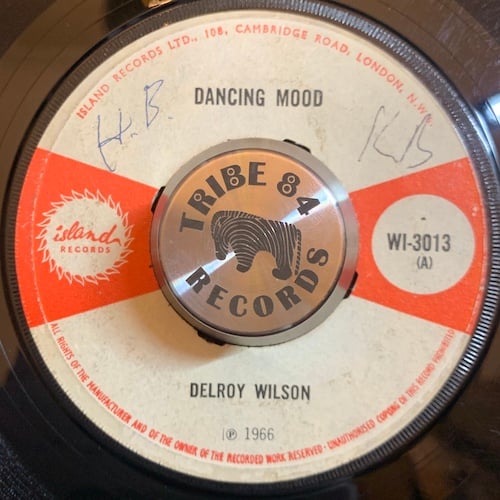 ISLAND RECORDS LTD., 108, CAMBRIDGE ROAD, LONDON, N.W.
DANCING MOOD
H.B.
KB
TRIBE 84
RECORDS
island
RECORDS
WI-3013
(A)
DELROY WILSON
℗ 1966
ALL RIGHTS OF THE MANUFACTURER AND OF THE OWNER OF THE RECORDED WORK RESERVED - UNAUTHORISED COPYING OF THIS RECORD PROHIBITED